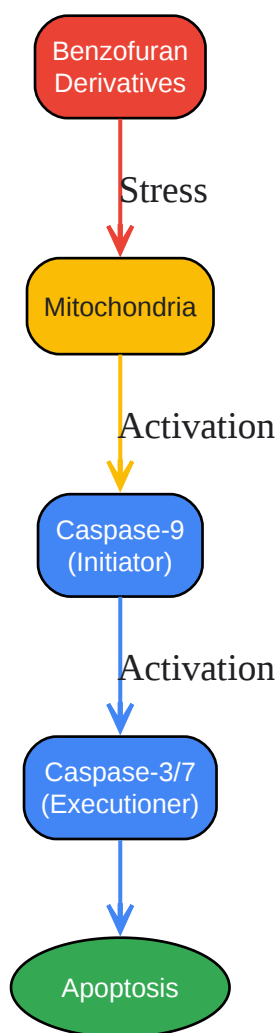 Benzofuran
Derivatives
Stress
Mitochondria
Activation
Caspase-9
(Initiator)
Activation
Caspase-3/7
(Executioner)
Apoptosis